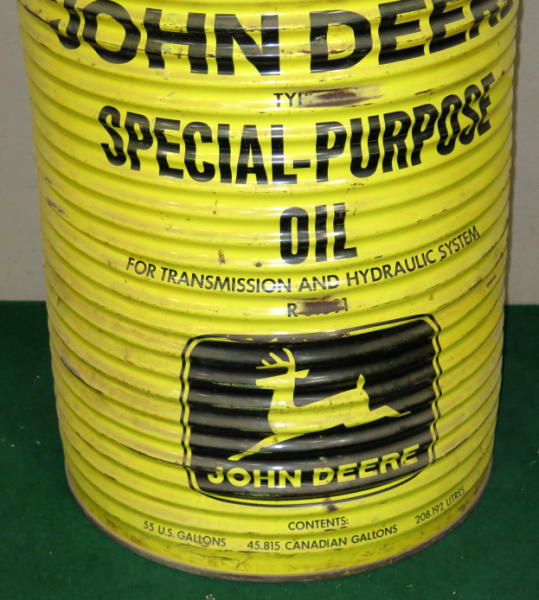 JOHN DEERE
SPECIAL-PURPOSE
OIL
FOR TRANSMISSION AND HYDRAULIC SYSTEM
R
JOHN DEERE
CONTENTS:
55 U.S. GALLONS 45.815 CANADIAN GALLONS 208.192 LITRES